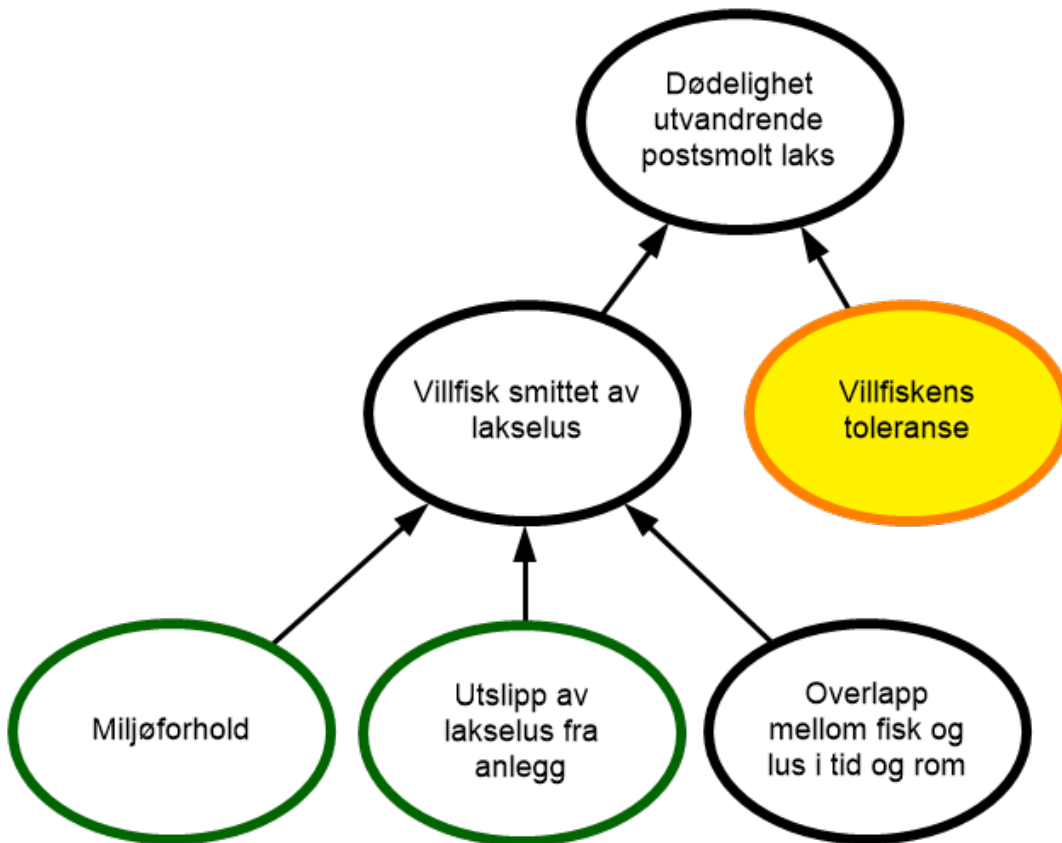 Dødelighet
utvandrende
postsmolt laks
Villfisk smittet av
lakselus
Villfiskens
toleranse
Miljøforhold
Utslipp av
lakselus fra
anlegg
Overlapp
mellom fisk og
lus i tid og rom